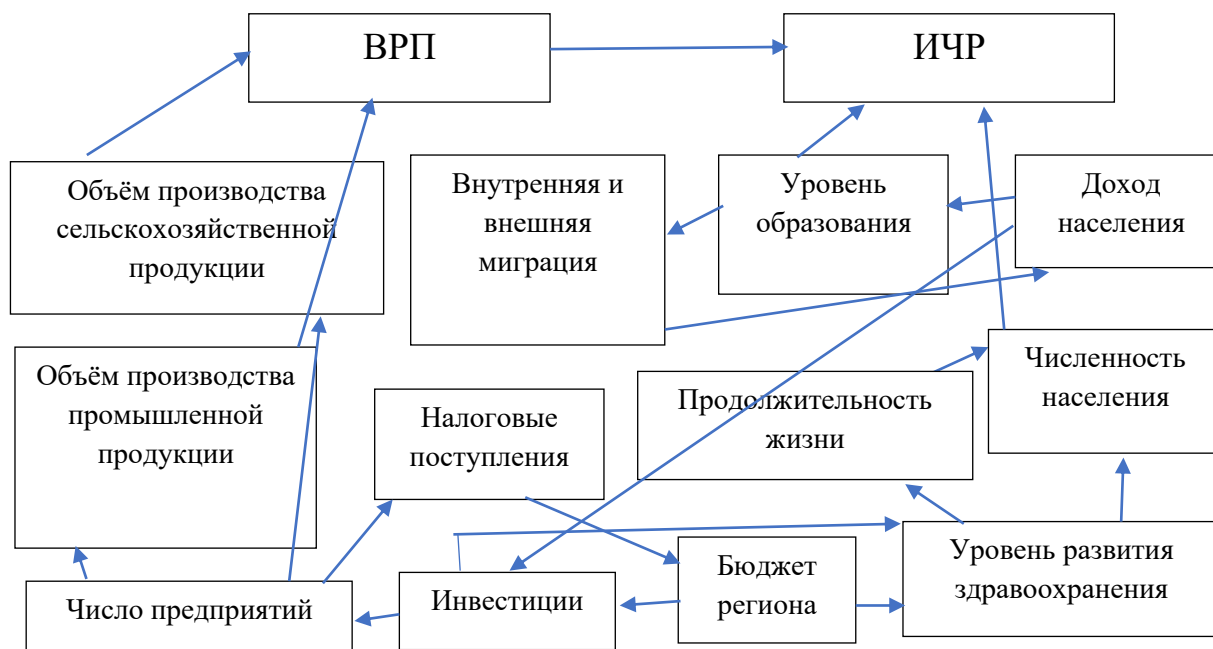 ВРП
ИЧР
Объём производства
сельскохозяйственной
продукции
Внутренняя и
внешняя
миграция
Уровень
образования
Доход
населения
Объём производства
промышленной
продукции
Налоговые
поступления
Продолжительность
жизни
Численность
населения
Число предприятий
Инвестиции
Бюджет
региона
Уровень развития
здравоохранения